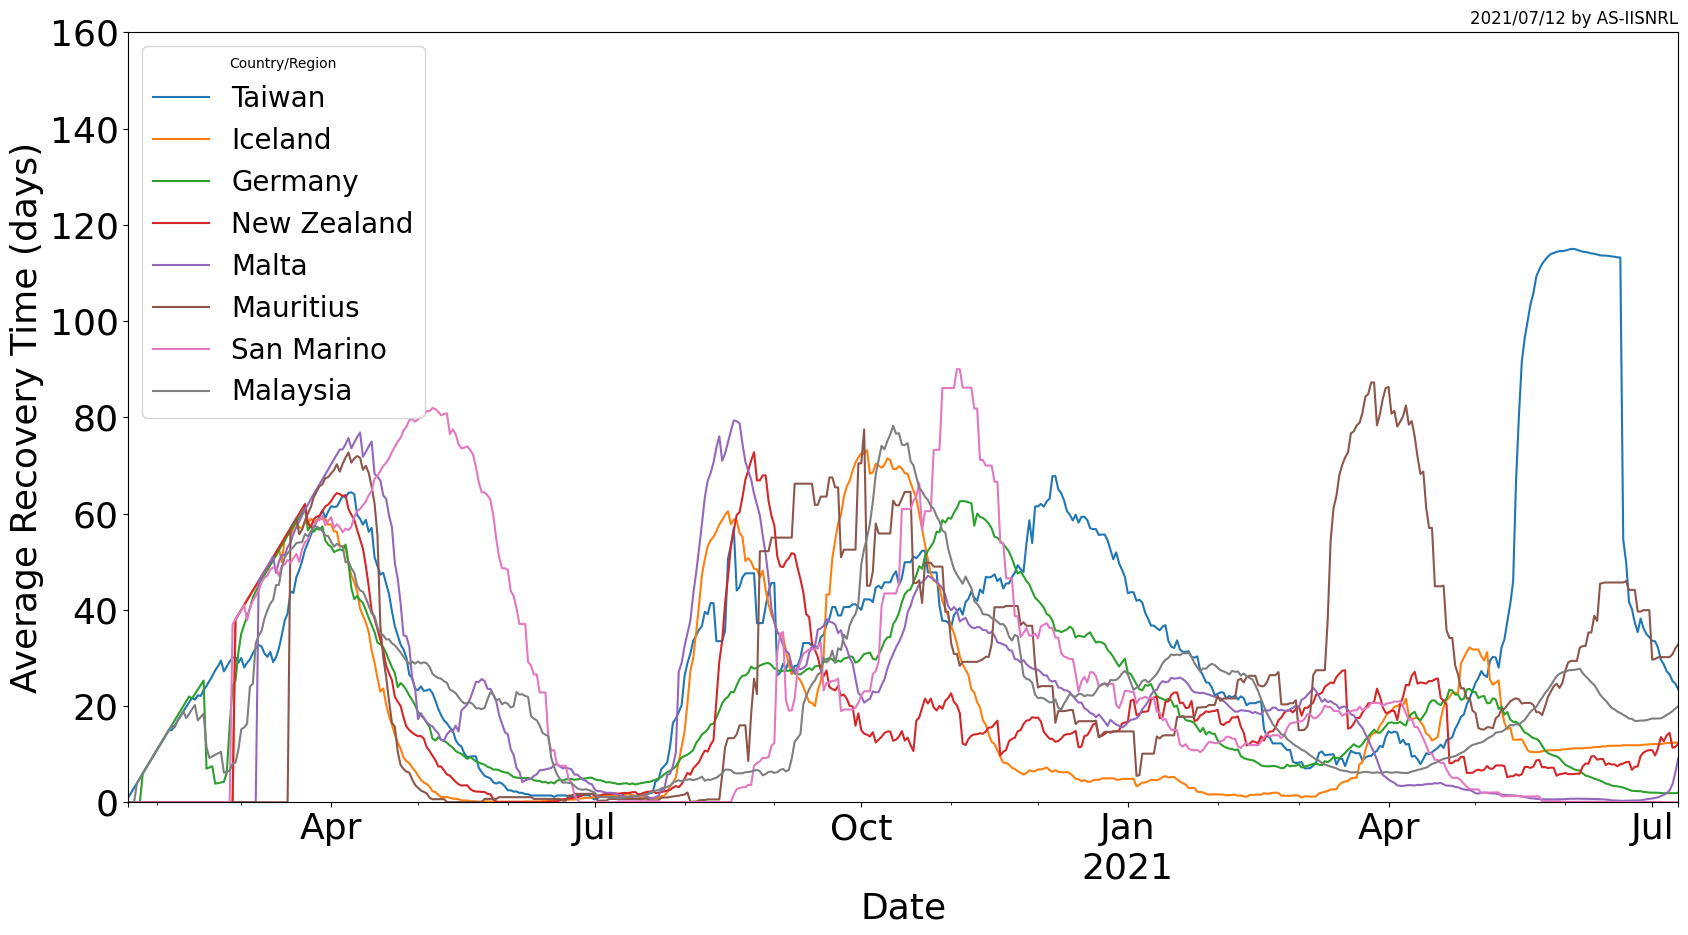 2021/07/12 by AS-IISNRL
160
140
120
100
80
60
40
20
0
Average Recovery Time (days)
Country/Region
Taiwan
Iceland
Germany
New Zealand
Malta
Mauritius
San Marino
Malaysia
Apr Jul Oct Jan Apr Jul
2021
Date